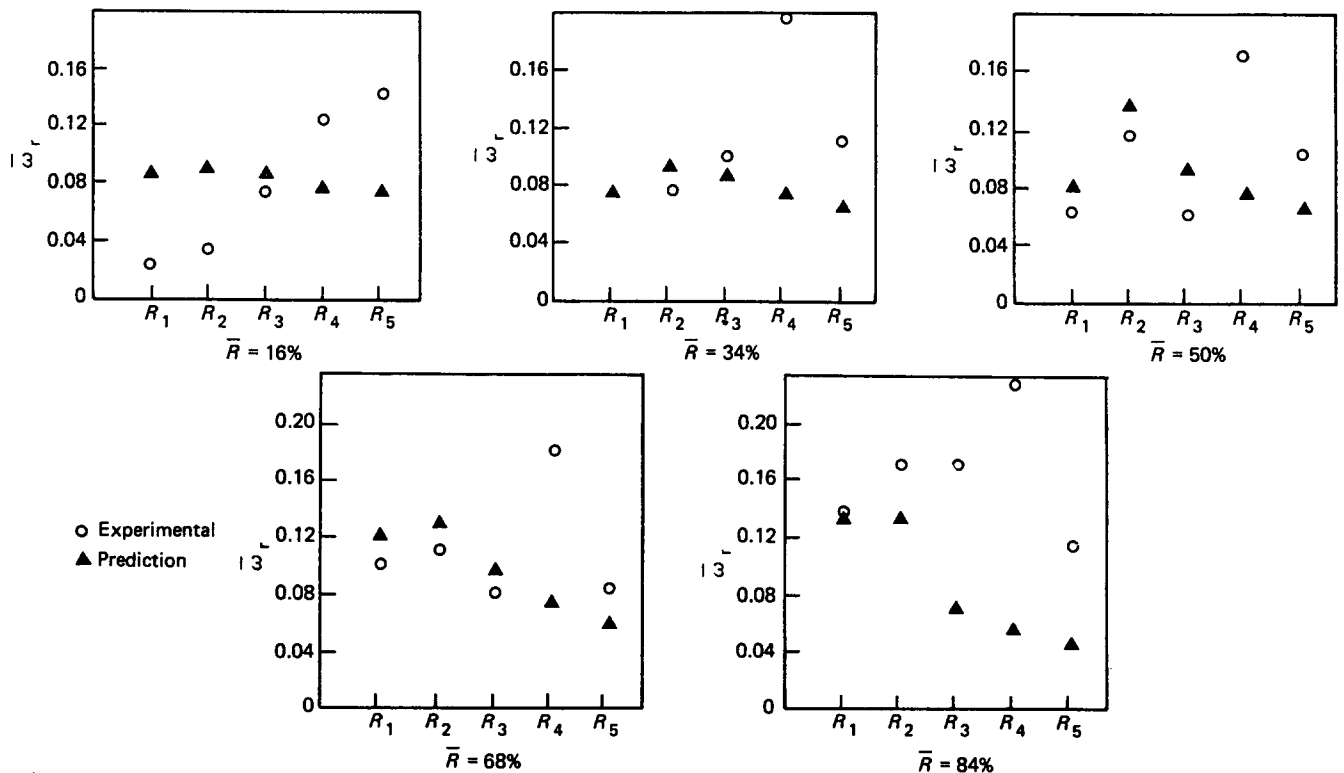 0.16
0.12
0.08
0.04
0
ω̄ r
R1 R2 R3 R4 R5
R̄ = 16%
0.16
0.12
0.08
0.04
0
ω̄ r
R1 R2 R3 R4 R5
R̄ = 34%
0.16
0.12
0.08
0.04
0
ω̄ r
R1 R2 R3 R4 R5
R̄ = 50%
○ Experimental
▲ Prediction
0.20
0.16
0.12
0.08
0.04
0
ω̄ r
R1 R2 R3 R4 R5
R̄ = 68%
0.20
0.16
0.12
0.08
0.04
0
ω̄ r
R1 R2 R3 R4 R5
R̄ = 84%